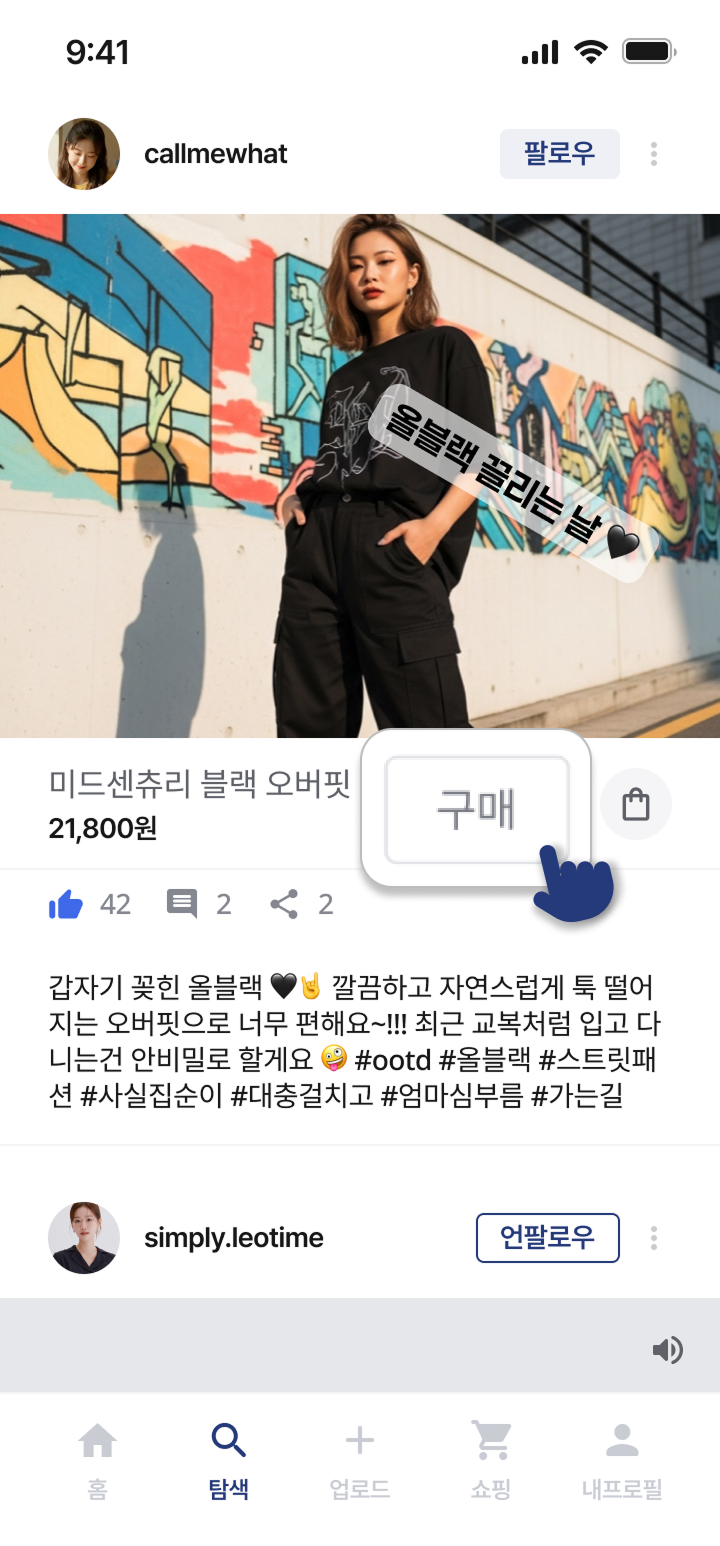 9:41
callmewhat
팔로우
올블랙 끌리는 날 🖤
미드센츄리 블랙 오버핏
21,800원
구매
42
2
2
갑자기 꽂힌 올블랙 🖤🤘 깔끔하고 자연스럽게 툭 떨어
지는 오버핏으로 너무 편해요~!!! 최근 교복처럼 입고 다
니는건 안비밀로 할게요 🤪 #ootd #올블랙 #스트릿패
션 #사실집순이 #대충걸치고 #엄마심부름 #가는길
simply.leotime
언팔로우
홈
탐색
업로드
쇼핑
내프로필